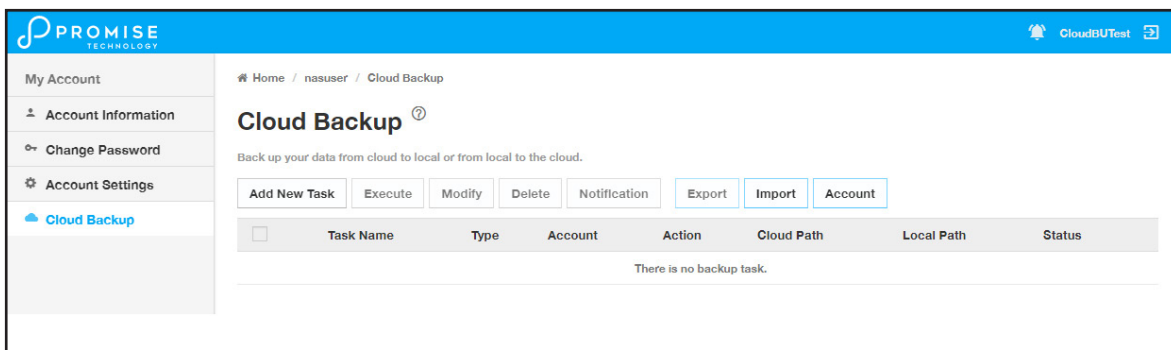 PROMISE
TECHNOLOGY
CloudBUTest
My Account
Account Information
Change Password
Account Settings
Cloud Backup
Home / nasuser / Cloud Backup
Cloud Backup ?
Back up your data from cloud to local or from local to the cloud.
Add New Task Execute Modify Delete Notification Export Import Account
Task Name Type Account Action Cloud Path Local Path Status
There is no backup task.